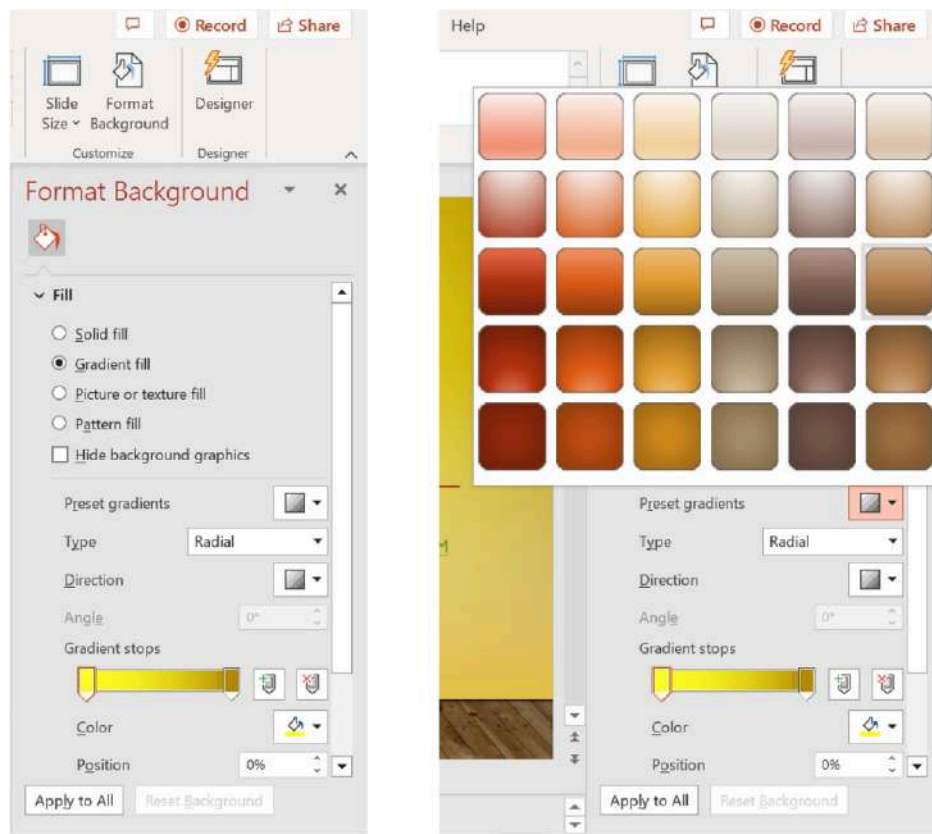 Record
Share
Slide
Size
Format
Background
Designer
Customize
Designer
Format Background
Fill
Solid fill
Gradient fill
Picture or texture fill
Pattern fill
Hide background graphics
Preset gradients
Type
Radial
Direction
Angle
0°
Gradient stops
Color
Position
0%
Apply to All
Reset Background
Help
Record
Share
M
Preset gradients
Type
Radial
Direction
Angle
0°
Gradient stops
Color
Position
0%
Apply to All
Reset Background